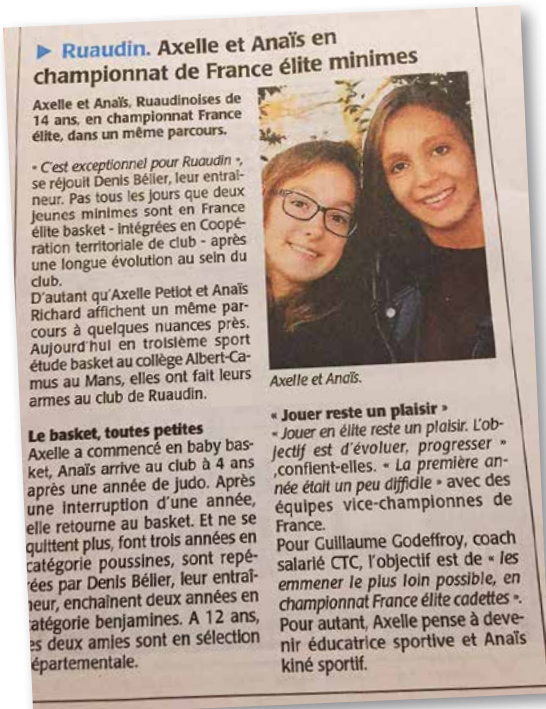 ► Ruaudin. Axelle et Anaïs en
championnat de France élite minimes
Axelle et Anaïs, Ruaudinoises de
14 ans, en championnat France
élite, dans un même parcours.
« C'est exceptionnel pour Ruaudin »,
se réjouit Denis Bélier, leur entraî-
neur. Pas tous les jours que deux
jeunes minimes sont en France
élite basket - intégrées en Coopé-
ration territoriale de club - après
une longue évolution au sein du
club.
D'autant qu'Axelle Petiot et Anaïs
Richard affichent un même par-
cours à quelques nuances près.
Aujourd'hui en troisième sport
étude basket au collège Albert-Ca-
mus au Mans, elles ont fait leurs
armes au club de Ruaudin.
Le basket, toutes petites
Axelle a commencé en baby bas-
ket, Anaïs arrive au club à 4 ans
après une année de judo. Après
une interruption d'une année,
elle retourne au basket. Et ne se
quittent plus, font trois années en
catégorie poussines, sont repé-
rées par Denis Bélier, leur entraî-
neur, enchaînent deux années en
catégorie benjamines. A 12 ans,
es deux amies sont en sélection
épartementale.
Axelle et Anaïs.
« Jouer reste un plaisir »
« Jouer en élite reste un plaisir. L'ob-
jectif est d'évoluer, progresser »
,confient-elles. « La première an-
née était un peu difficile » avec des
équipes vice-championnes de
France.
Pour Guillaume Godeffroy, coach
salarié CTC, l'objectif est de « les
emmener le plus loin possible, en
championnat France élite cadettes ».
Pour autant, Axelle pense à deve-
nir éducatrice sportive et Anaïs
kiné sportif.